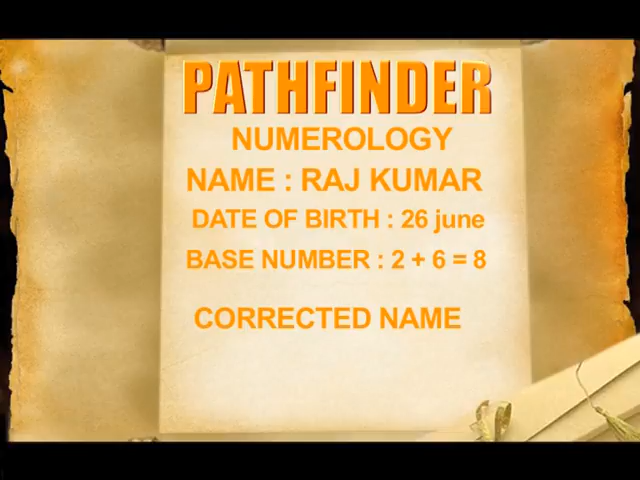 PATHFINDER
NUMEROLOGY
NAME : RAJ KUMAR
DATE OF BIRTH : 26 june
BASE NUMBER : 2 + 6 = 8
CORRECTED NAME